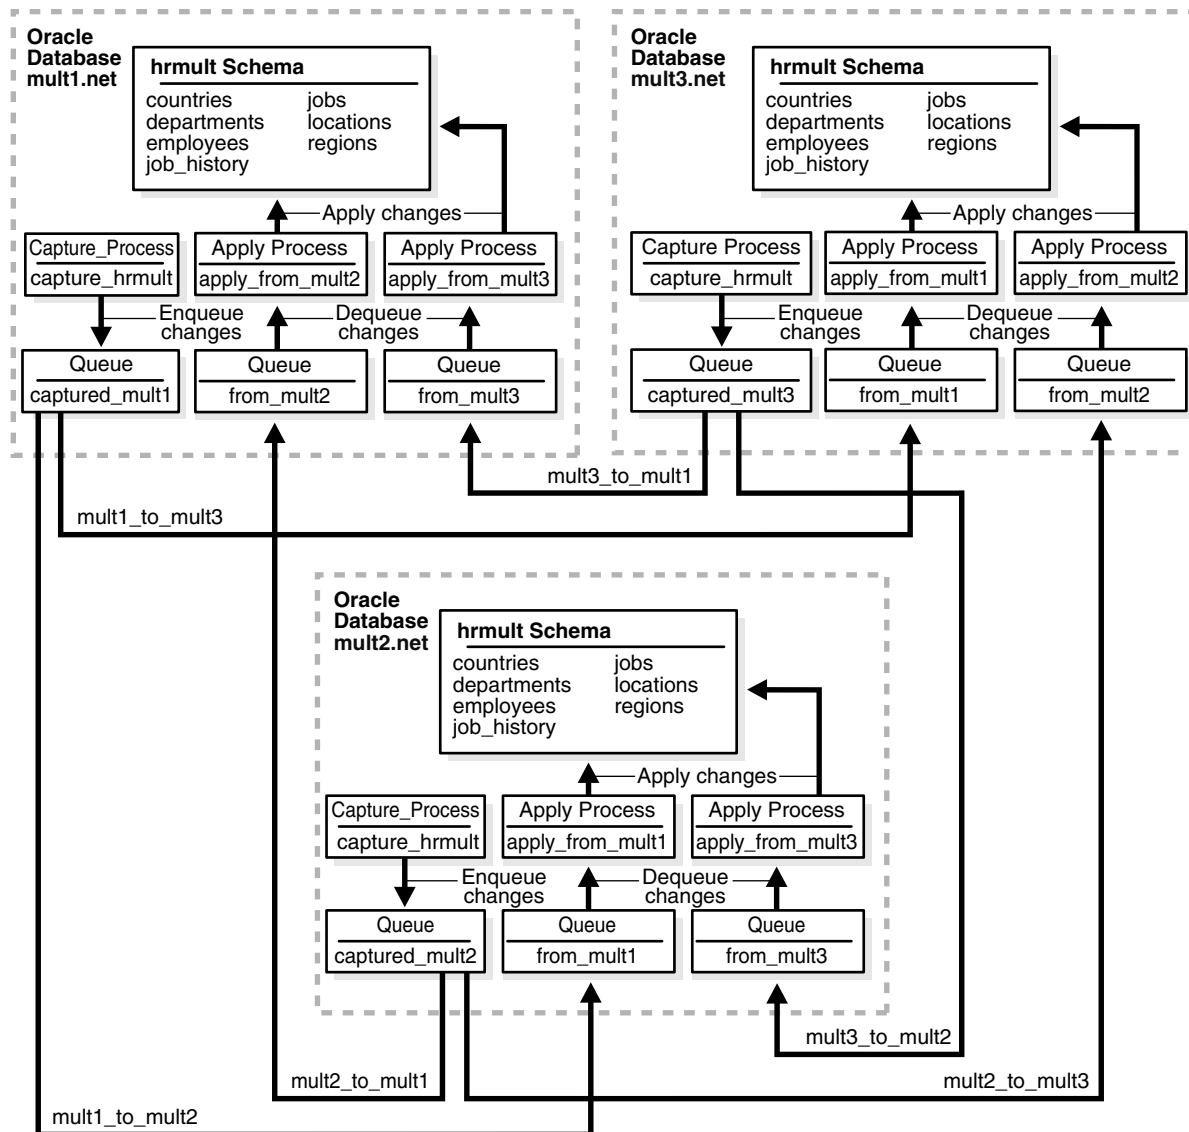 Oracle
Database
mult1.net
hrmult Schema
countries jobs
departments locations
employees regions
job_history
Apply changes
Capture_Process
capture_hrmult
Apply Process
apply_from_mult2
Apply Process
apply_from_mult3
Enqueue
changes
Dequeue
changes
Queue
captured_mult1
Queue
from_mult2
Queue
from_mult3
Oracle
Database
mult3.net
hrmult Schema
countries jobs
departments locations
employees regions
job_history
Apply changes
Capture Process
capture_hrmult
Apply Process
apply_from_mult1
Apply Process
apply_from_mult2
Enqueue
changes
Dequeue
changes
Queue
captured_mult3
Queue
from_mult1
Queue
from_mult2
mult3_to_mult1
mult1_to_mult3
Oracle
Database
mult2.net
hrmult Schema
countries jobs
departments locations
employees regions
job_history
Apply changes
Capture_Process
capture_hrmult
Apply Process
apply_from_mult1
Apply Process
apply_from_mult3
Enqueue
changes
Dequeue
changes
Queue
captured_mult2
Queue
from_mult1
Queue
from_mult3
mult3_to_mult2
mult2_to_mult1
mult2_to_mult3
mult1_to_mult2